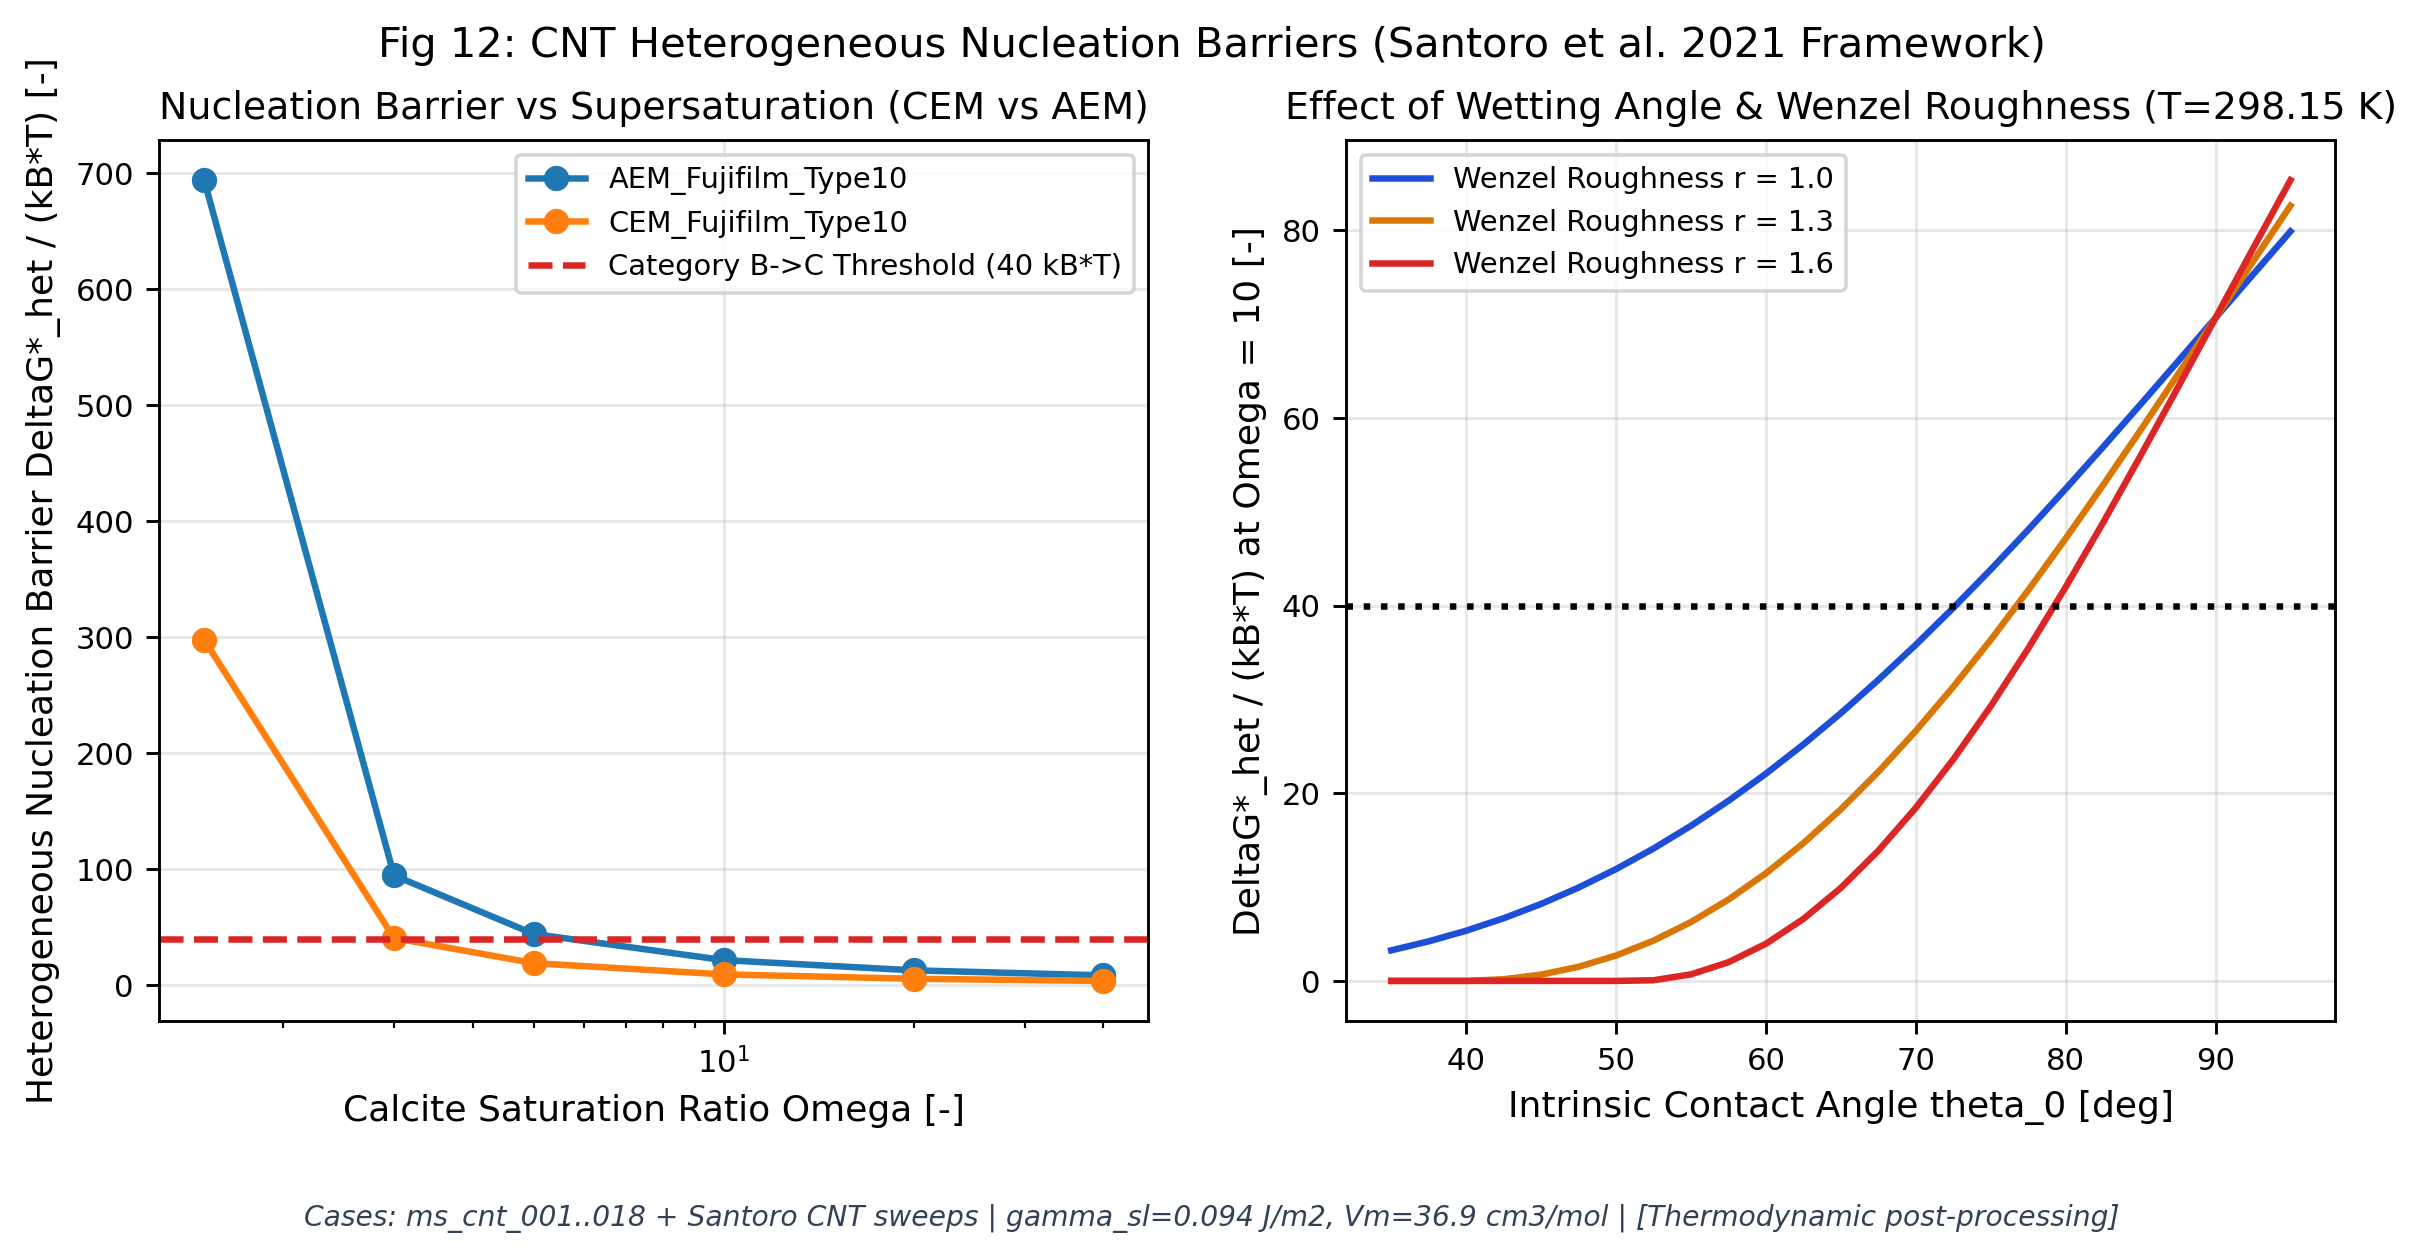 Fig 12: CNT Heterogeneous Nucleation Barriers (Santoro et al. 2021 Framework)
Nucleation Barrier vs Supersaturation (CEM vs AEM)
Heterogeneous Nucleation Barrier DeltaG*_het / (kB*T) [-]
700
600
500
400
300
200
100
0
AEM_Fujifilm_Type10
CEM_Fujifilm_Type10
Category B->C Threshold (40 kB*T)
10¹
Calcite Saturation Ratio Omega [-]
Effect of Wetting Angle & Wenzel Roughness (T=298.15 K)
DeltaG*_het / (kB*T) at Omega = 10 [-]
80
60
40
20
0
Wenzel Roughness r = 1.0
Wenzel Roughness r = 1.3
Wenzel Roughness r = 1.6
40 50 60 70 80 90
Intrinsic Contact Angle theta_0 [deg]
Cases: ms_cnt_001..018 + Santoro CNT sweeps | gamma_sl=0.094 J/m2, Vm=36.9 cm3/mol | [Thermodynamic post-processing]